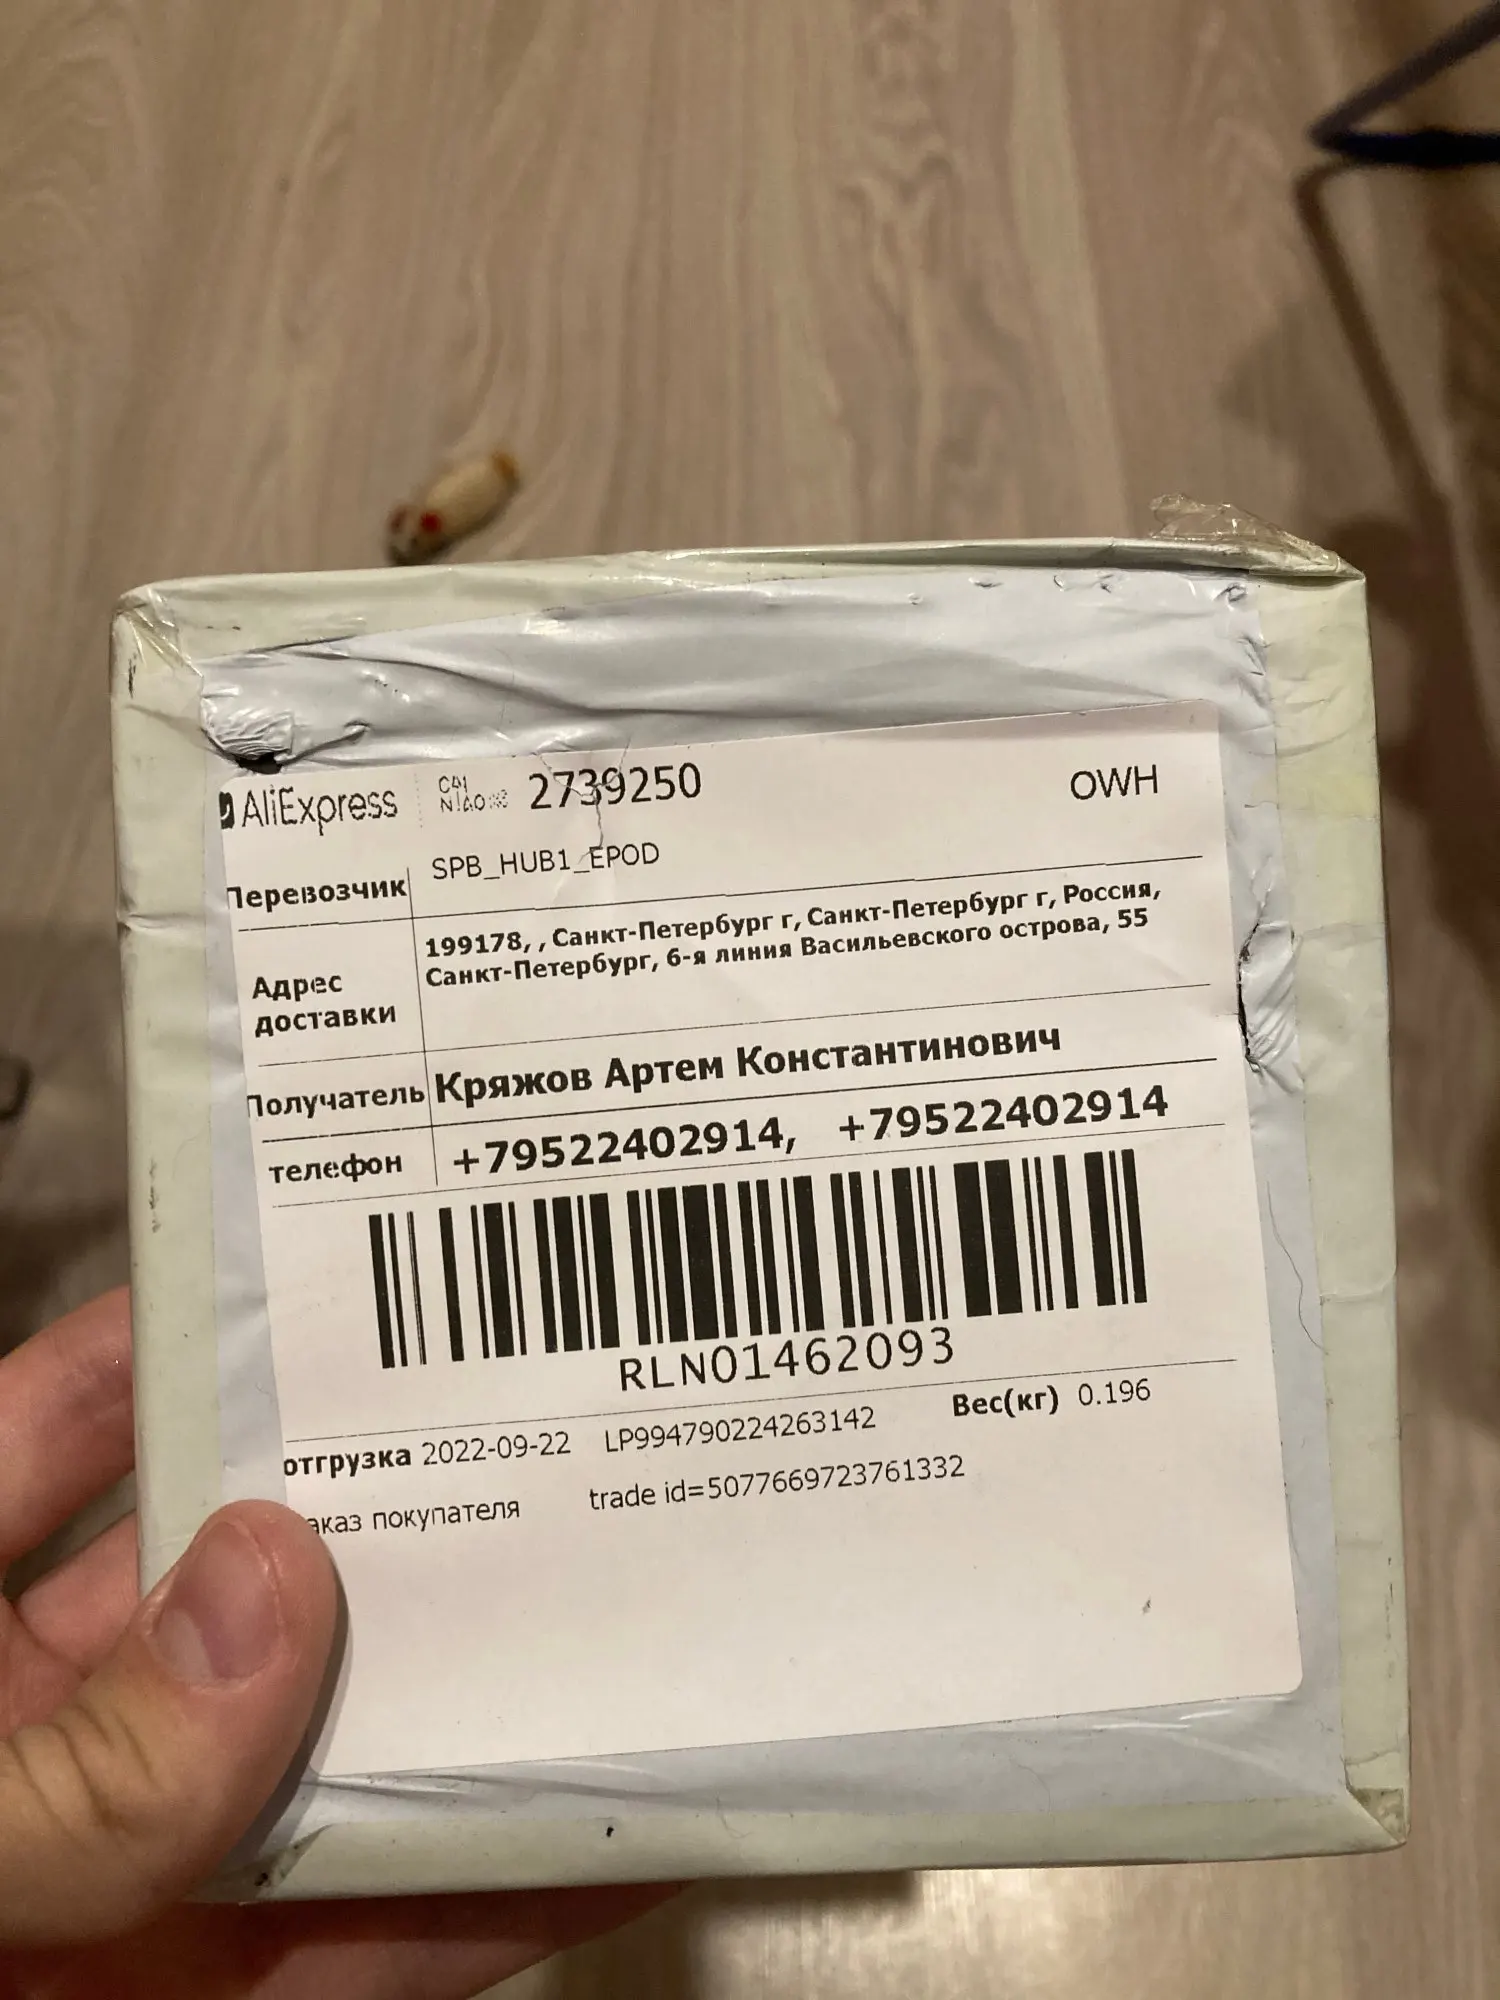 AliExpress CAI NIAO 2739250 OWH
Перевозчик SPB_HUB1_EPOD
Адрес доставки
199178, , Санкт-Петербург г, Санкт-Петербург г, Россия,
Санкт-Петербург, 6-я линия Васильевского острова, 55
Получатель Кряжов Артем Константинович
телефон +79522402914, +79522402914
RLN01462093
отгрузка 2022-09-22 LP994790224263142 Вес(кг) 0.196
аказ покупателя trade id=5077669723761332